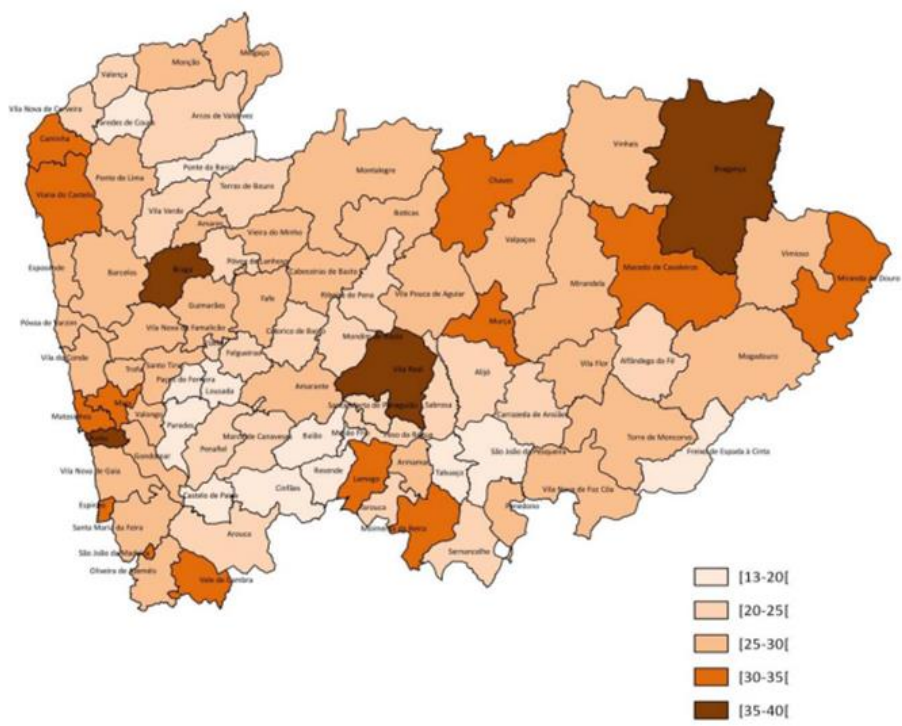 Melgaço
Monção
Valença
Vila Nova de Cerveira
Paredes de Coura
Arcos de Valdevez
Caminha
Vinhais
Ponte da Barca
Bragança
Montalegre
Ponte de Lima
Chaves
Viana do Castelo
Terras de Bouro
Vila Verde
Boticas
Amares
Vieira do Minho
Valpaços
Vimioso
Macedo de Cavaleiros
Póvoa de Lanhoso
Esposende
Barcelos
Braga
Cabeceiras de Basto
Miranda do Douro
Mirandela
Ribeira de Pena
Vila Pouca de Aguiar
Fafe
Guimarães
Póvoa de Varzim
Vila Nova de Famalicão
Murça
Celorico de Basto
Mondim de Basto
Felgueiras
Vila do Conde
Mogadouro
Alfândega da Fé
Vila Flor
Santo Tirso
Trofa
Vila Real
Alijó
Paços de Ferreira
Amarante
Lousada
Maia
Sabrosa
Santa Marta de Penaguião
Matosinhos
Valongo
Carrazeda de Ansiães
Paredes
Marco de Canaveses
Baião
Mesão Frio
Peso da Régua
Torre de Moncorvo
Penafiel
Freixo de Espada à Cinta
São João da Pesqueira
Gondomar
Armamar
Vila Nova de Gaia
Resende
Tabuaço
Lamego
Cinfães
Vila Nova de Foz Côa
Castelo de Paiva
Espinho
Tarouca
Penedono
Santa Maria da Feira
Moimenta da Beira
Arouca
São João da Madeira
Sernancelhe
Oliveira de Azeméis
Vale de Cambra
[13-20[
[20-25[
[25-30[
[30-35[
[35-40[